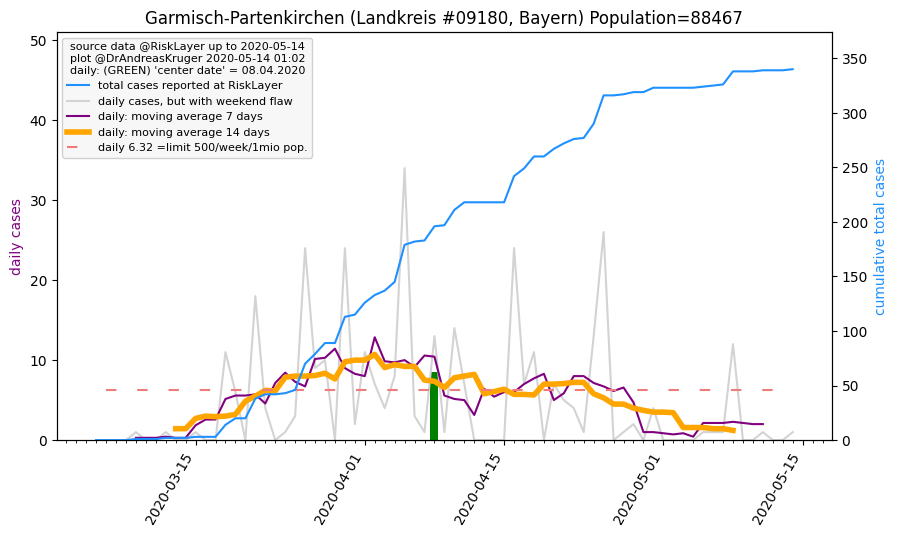 Garmisch-Partenkirchen (Landkreis #09180, Bayern) Population=88467
source data @RiskLayer up to 2020-05-14
plot @DrAndreasKruger 2020-05-14 01:02
daily: (GREEN) 'center date' = 08.04.2020
total cases reported at RiskLayer
daily cases, but with weekend flaw
daily: moving average 7 days
daily: moving average 14 days
daily 6.32 =limit 500/week/1mio pop.
daily cases
50
40
30
20
10
0
cumulative total cases
350
300
250
200
150
100
50
0
2020-03-15
2020-04-01
2020-04-15
2020-05-01
2020-05-15